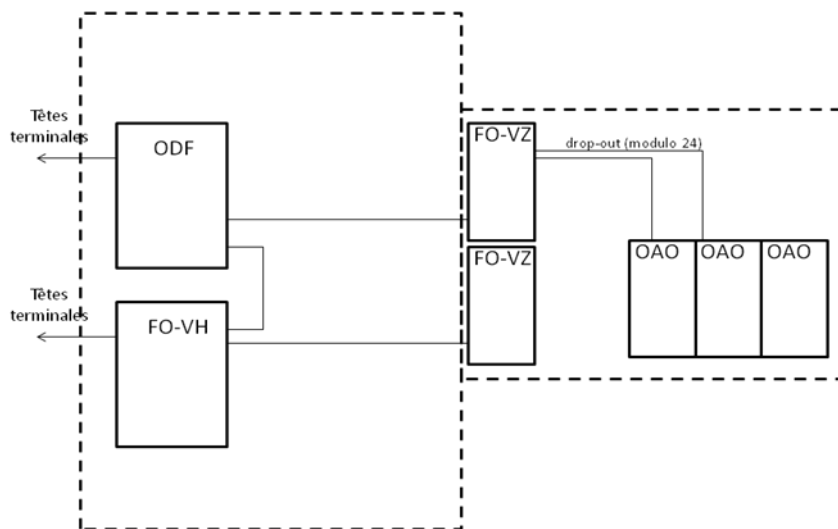 Têtes
terminales
ODF
FO-VZ
drop-out (modulo 24)
FO-VZ
OAO
OAO
OAO
Têtes
terminales
FO-VH